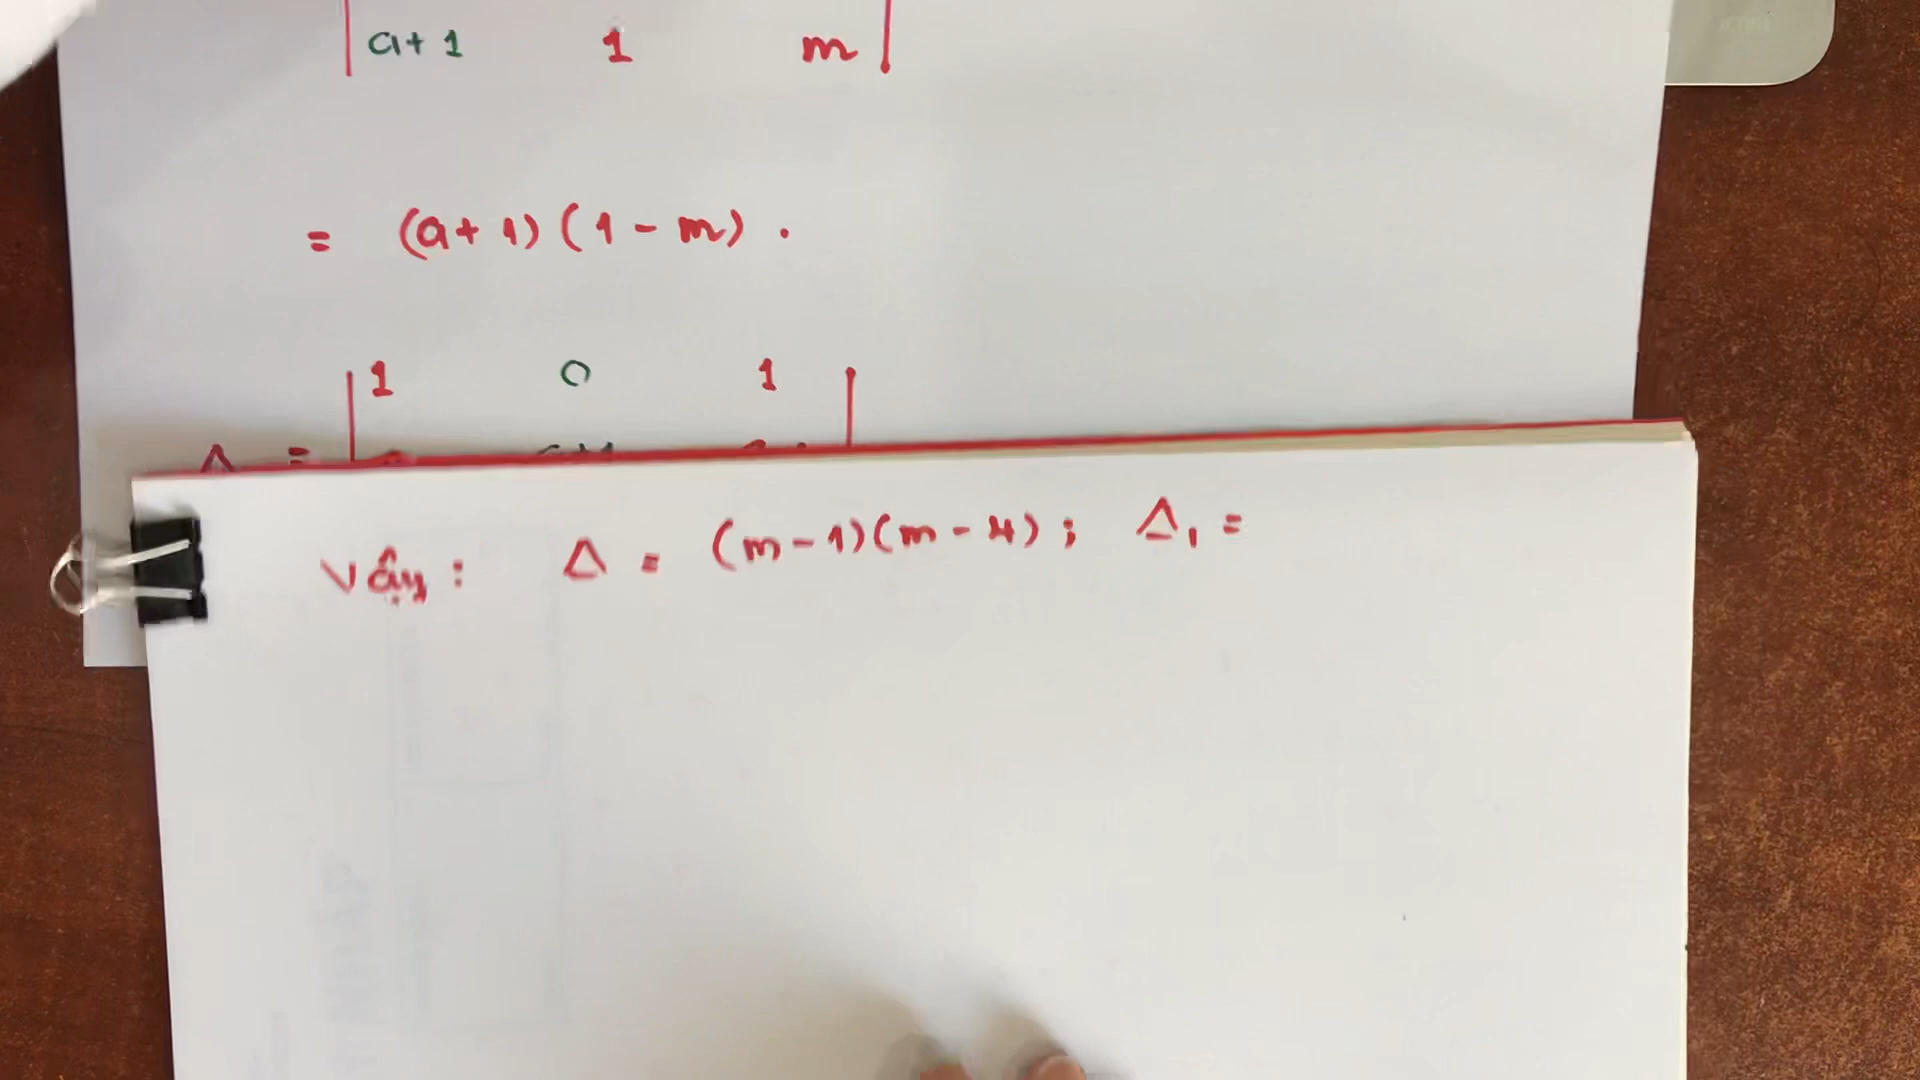 a+1 1 m
= (a+1)(1-m).
1 0 1
Δ =
Vậy: Δ = (m-1)(m-4); Δ₁ =